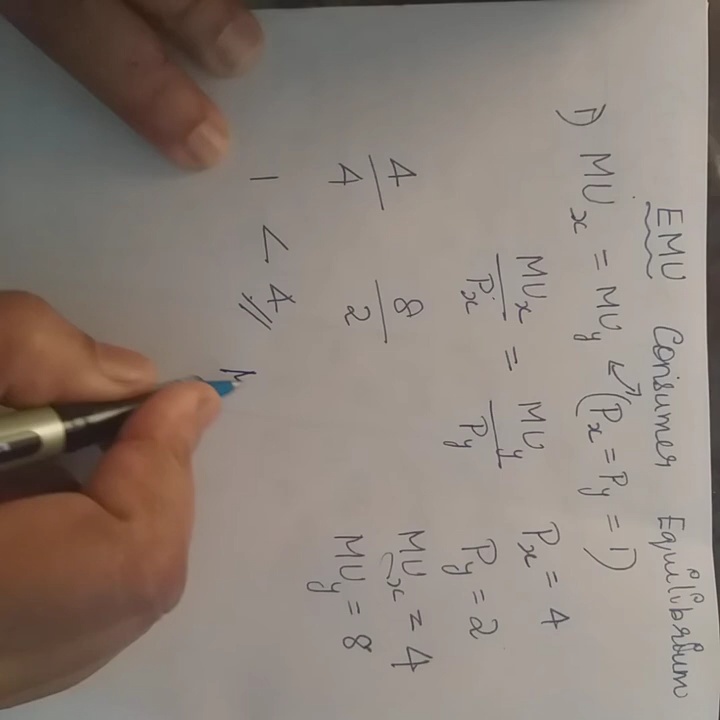 EMU Consumer Equilibrium
1) MUx = MUy (Px = Py = 1)
MUx/Px = MUy/Py
Px = 4
Py = 2
MUx = 4
MUy = 8
4/4 8/2
1 < 4